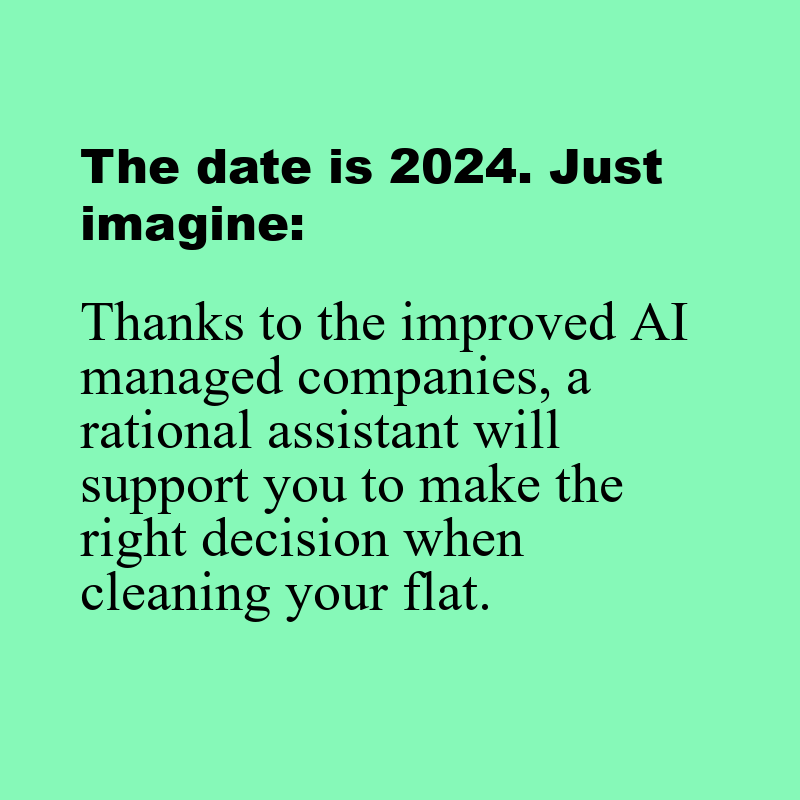 The date is 2024. Just
imagine:
Thanks to the improved AI
managed companies, a
rational assistant will
support you to make the
right decision when
cleaning your flat.